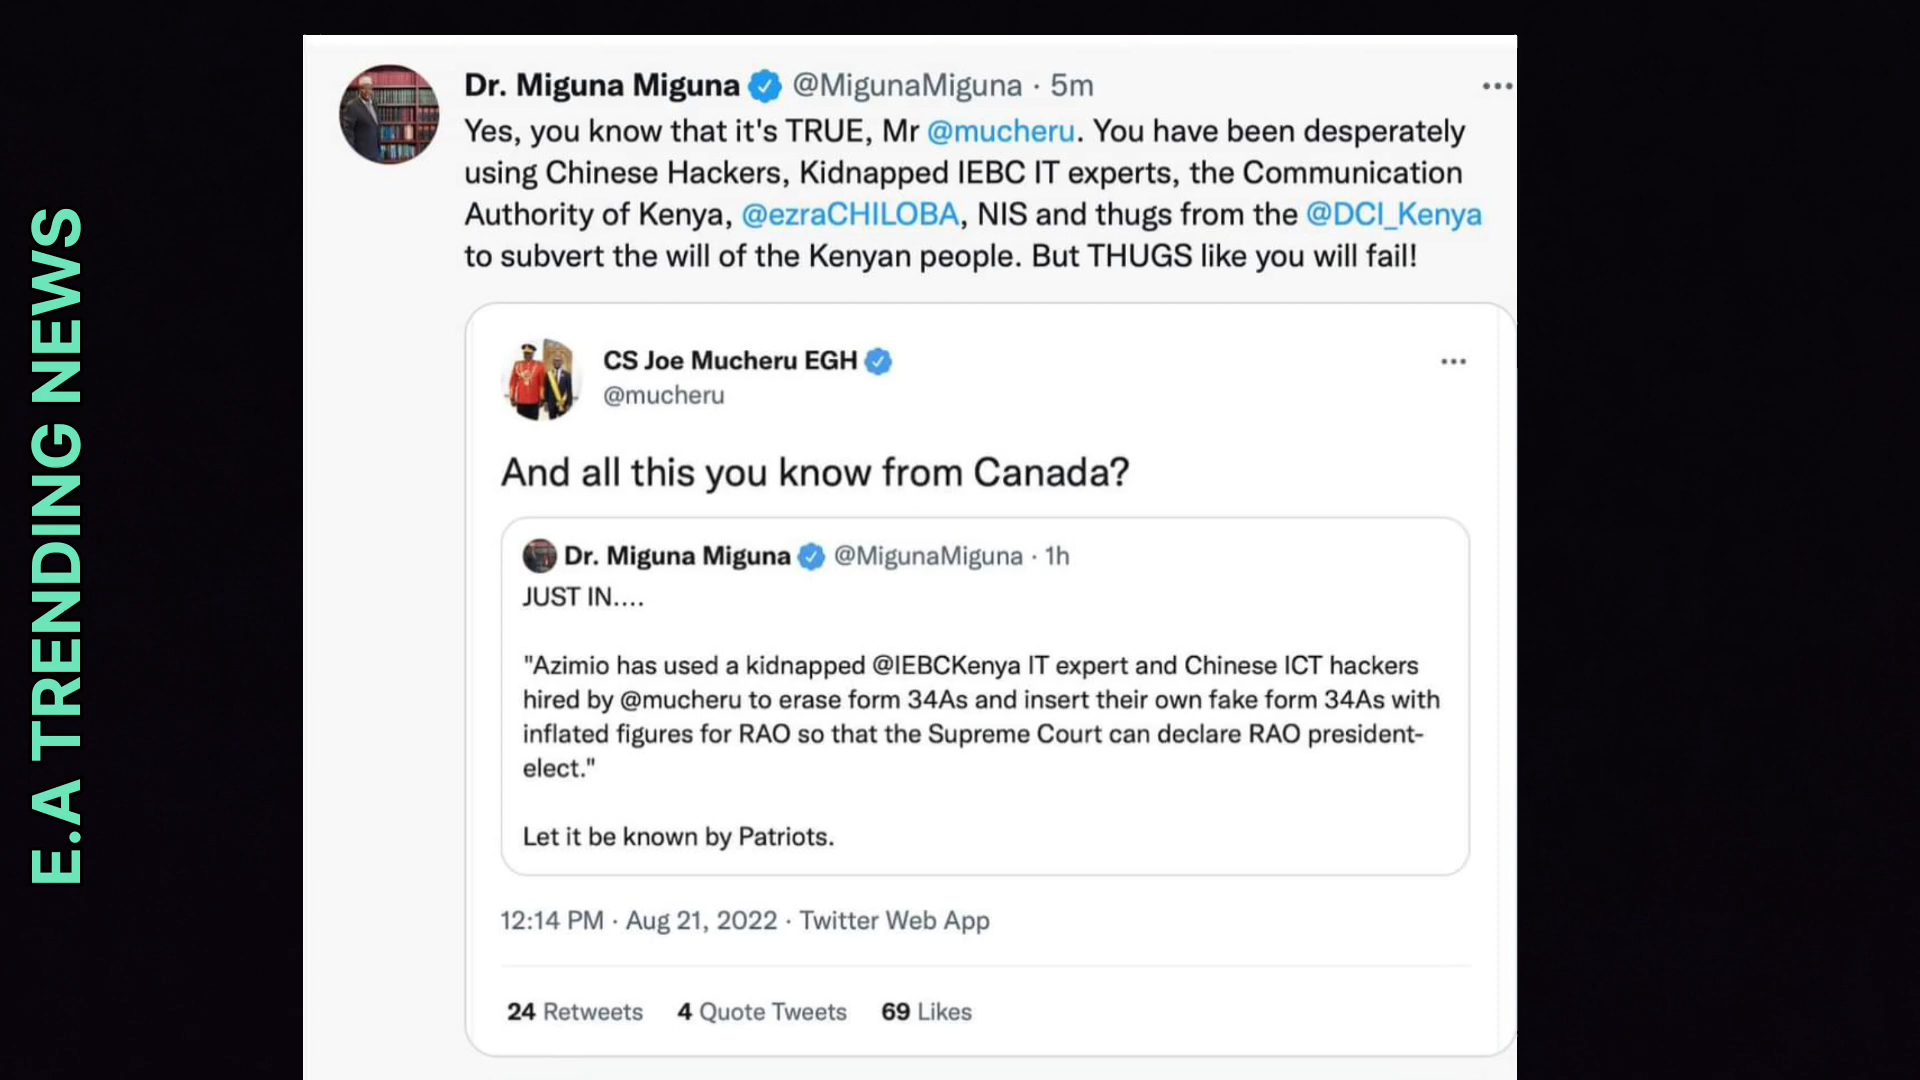 E.A TRENDING NEWS
Dr. Miguna Miguna @MigunaMiguna · 5m
Yes, you know that it's TRUE, Mr @mucheru. You have been desperately
using Chinese Hackers, Kidnapped IEBC IT experts, the Communication
Authority of Kenya, @ezraCHILOBA, NIS and thugs from the @DCI_Kenya
to subvert the will of the Kenyan people. But THUGS like you will fail!
CS Joe Mucheru EGH
@mucheru
And all this you know from Canada?
Dr. Miguna Miguna @MigunaMiguna · 1h
JUST IN....
"Azimio has used a kidnapped @IEBCKenya IT expert and Chinese ICT hackers
hired by @mucheru to erase form 34As and insert their own fake form 34As with
inflated figures for RAO so that the Supreme Court can declare RAO president-
elect."
Let it be known by Patriots.
12:14 PM · Aug 21, 2022 · Twitter Web App
24 Retweets 4 Quote Tweets 69 Likes